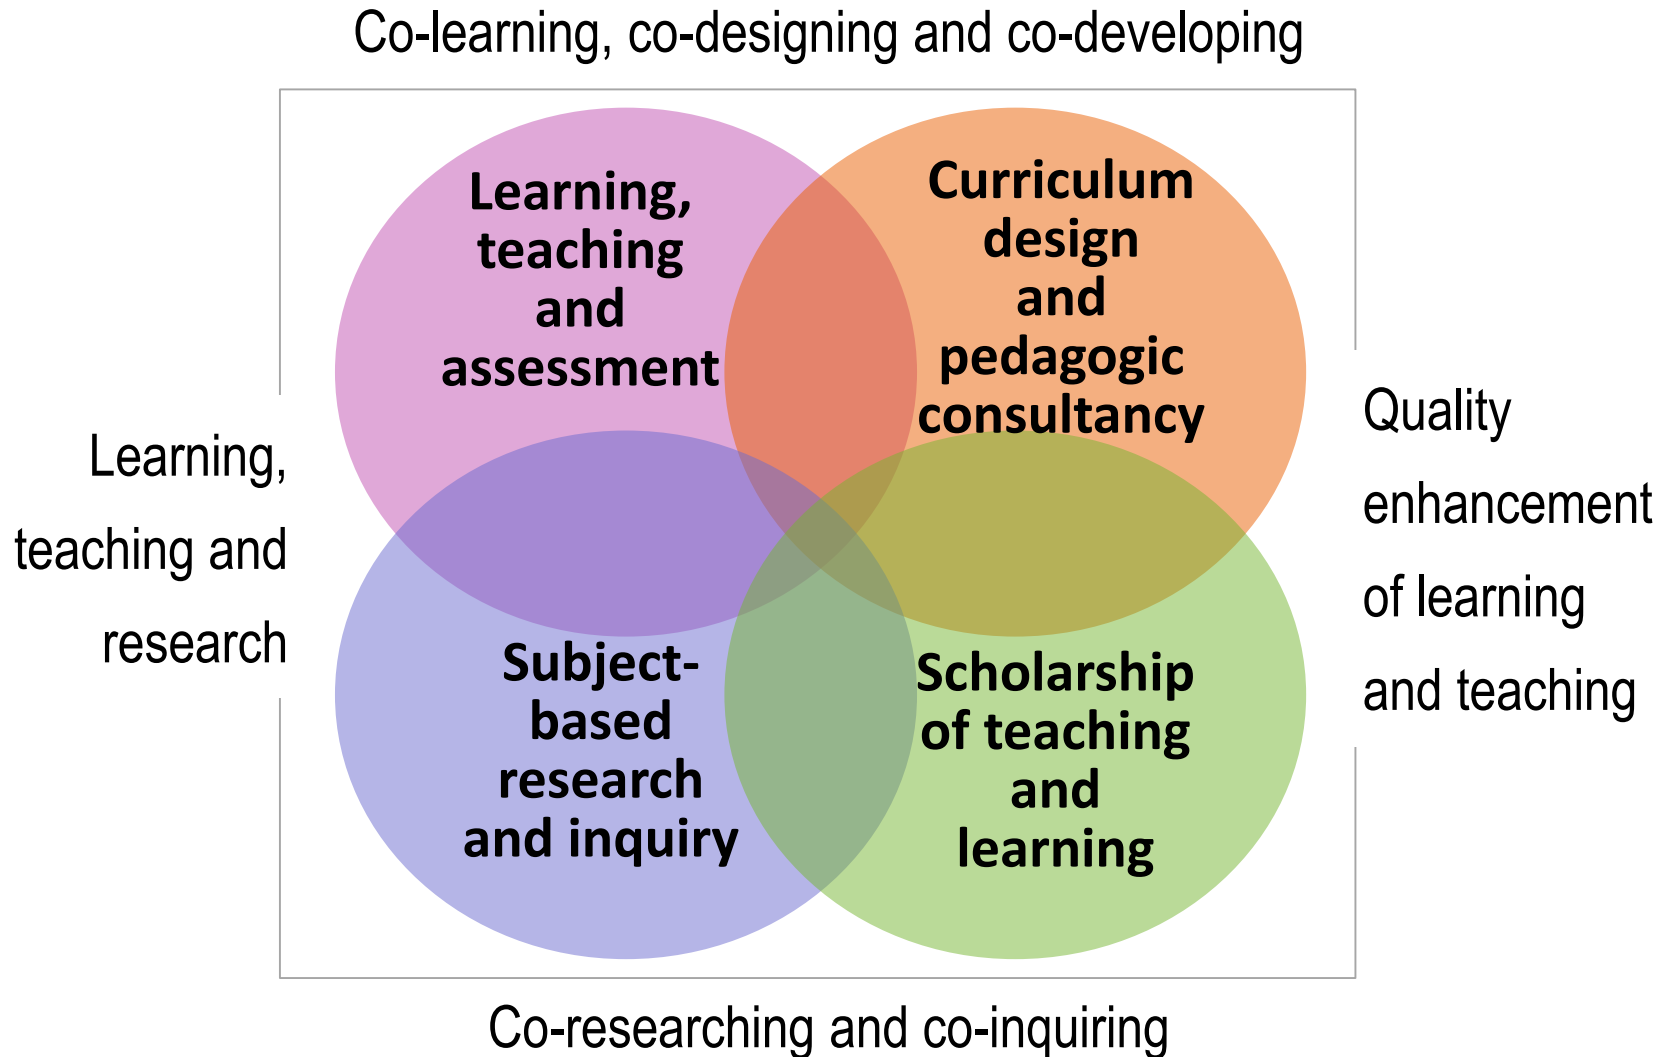 Co-learning, co-designing and co-developing
Learning,
teaching
and
assessment
Curriculum
design
and
pedagogic
consultancy
Learning,
teaching and
research
Quality
enhancement
of learning
and teaching
Subject-
based
research
and inquiry
Scholarship
of teaching
and
learning
Co-researching and co-inquiring